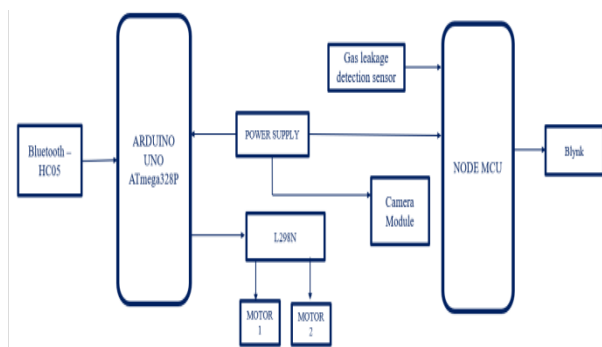 Gas leakage
detection sensor
Bluetooth –
HC05
ARDUINO
UNO
ATmega328P
POWER SUPPLY
NODE MCU
Blynk
Camera
Module
L298N
MOTOR
1
MOTOR
2